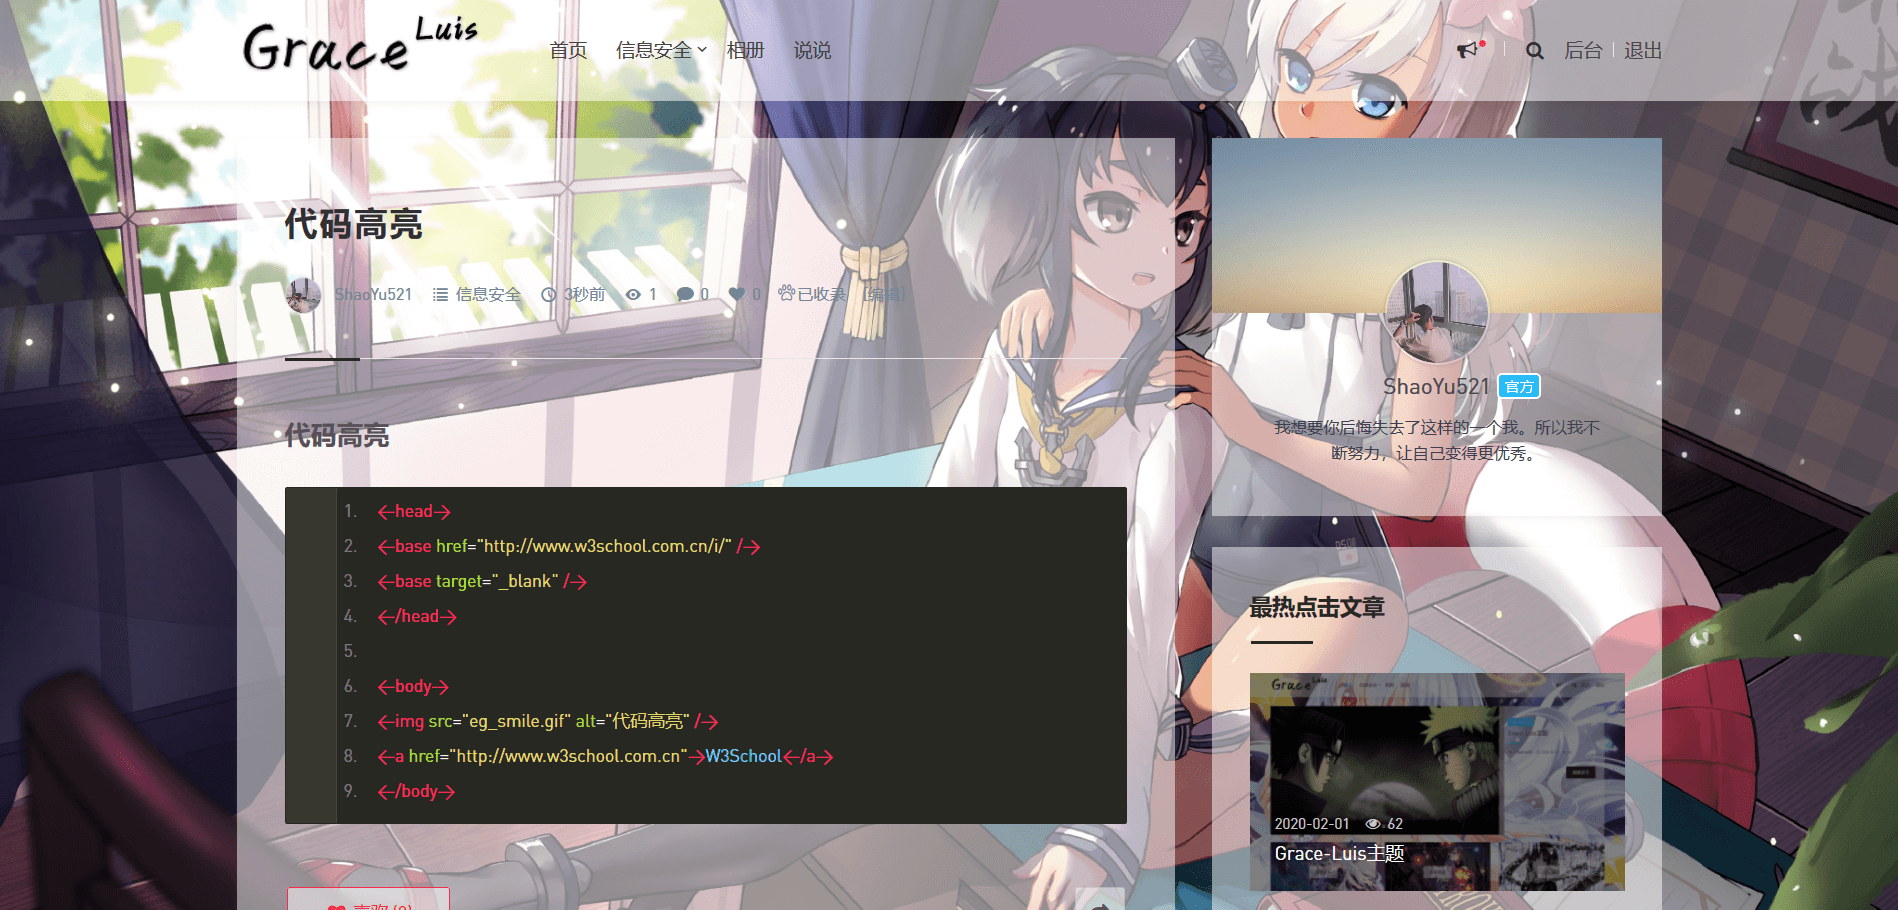 Grace Luis
首页 信息安全 相册 说说
后台 退出
代码高亮
ShaoYu521 信息安全 3秒前 1 0 0 已收录 [编辑]
代码高亮
1. <head>
2. <base href="http://www.w3school.com.cn/i/" />
3. <base target="_blank" />
4. </head>
5.
6. <body>
7. <img src="eg_smile.gif" alt="代码高亮" />
8. <a href="http://www.w3school.com.cn">W3School</a>
9. </body>
喜欢 (0)
ShaoYu521 官方
我想要你后悔失去了这样的一个我。所以我不
断努力，让自己变得更优秀。
最热点击文章
Grace Luis
2020-02-01 62
Grace-Luis主题